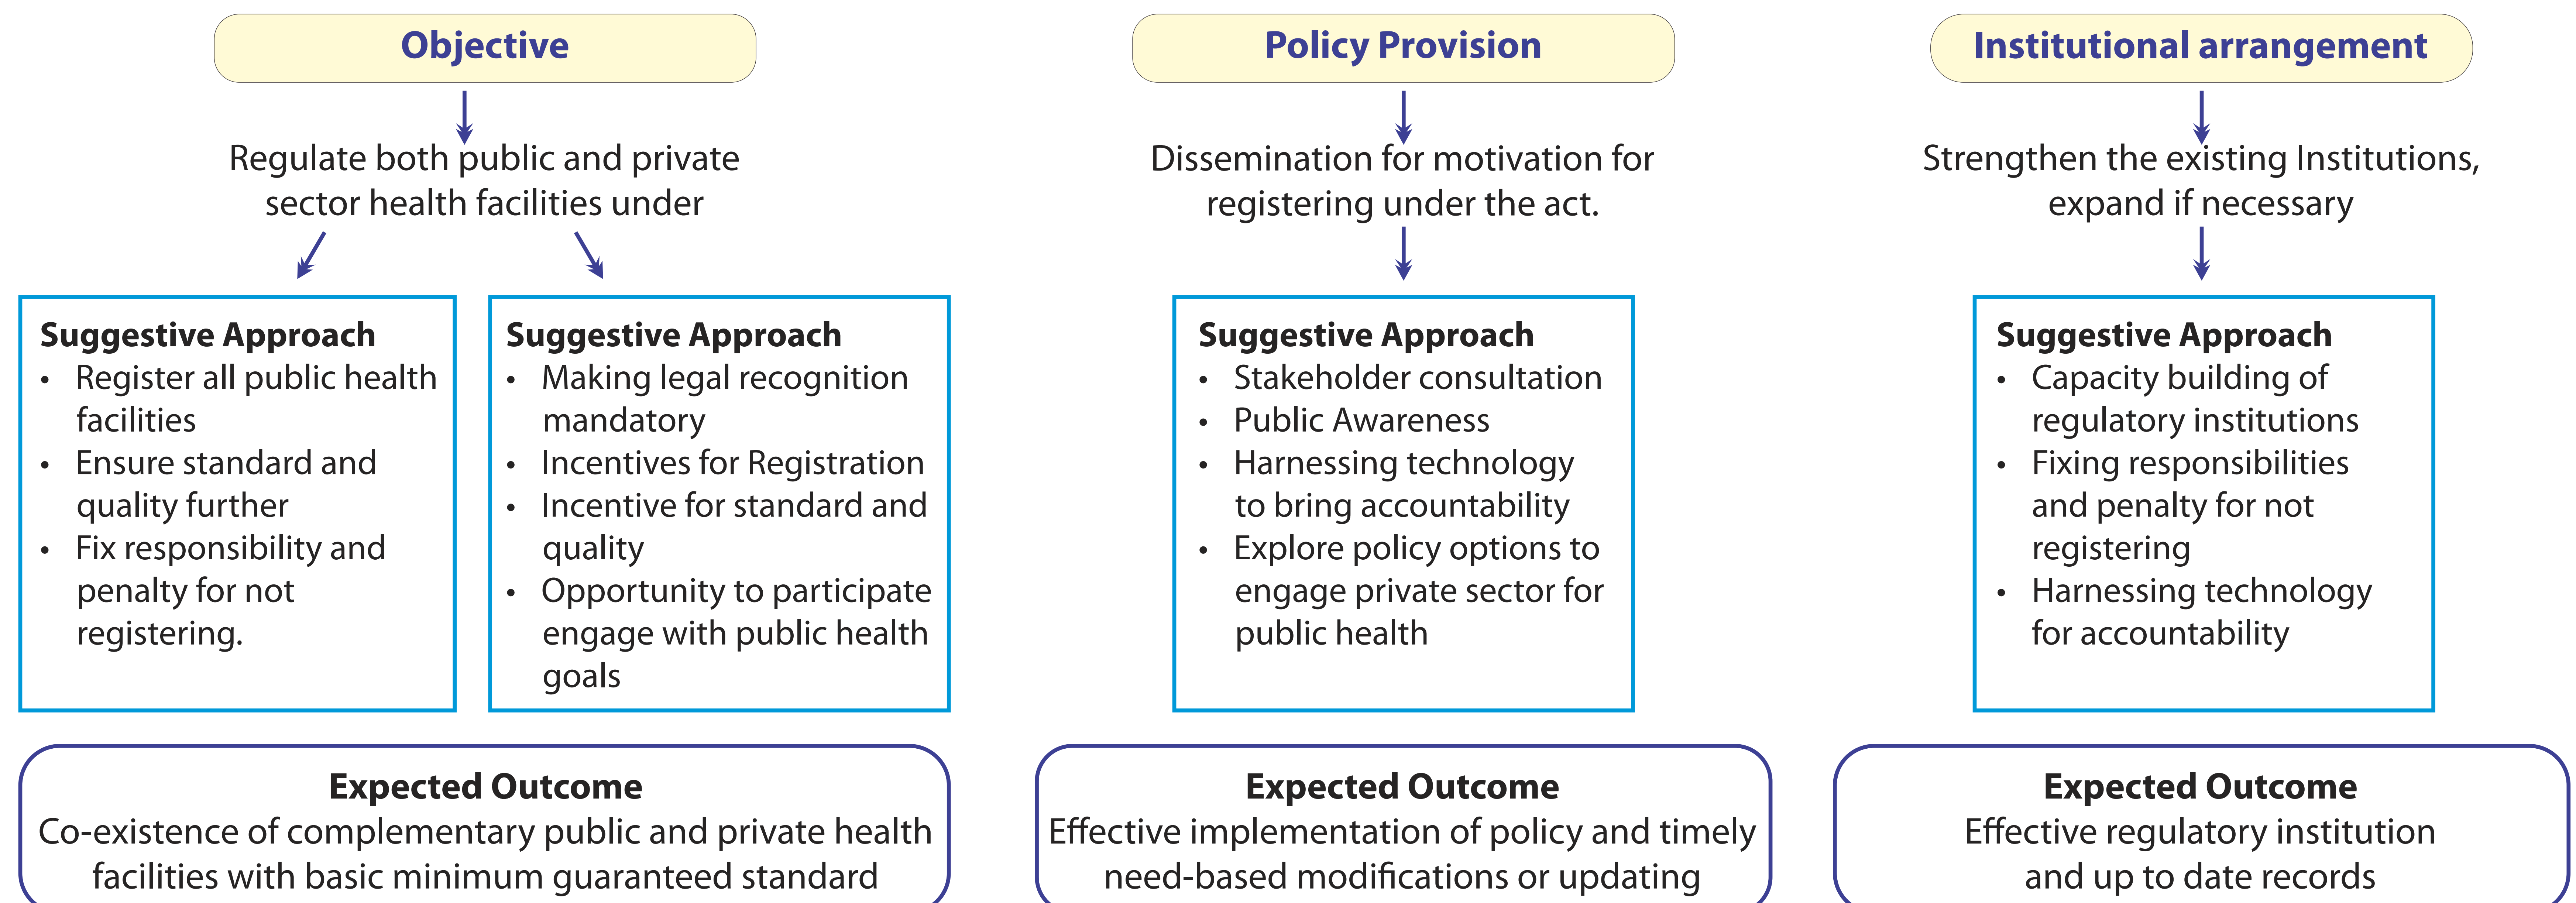 Objective
Regulate both public and private
sector health facilities under
Suggestive Approach
• Register all public health
facilities
• Ensure standard and
quality further
• Fix responsibility and
penalty for not
registering.
Suggestive Approach
• Making legal recognition
mandatory
• Incentives for Registration
• Incentive for standard and
quality
• Opportunity to participate
engage with public health
goals
Expected Outcome
Co-existence of complementary public and private health
facilities with basic minimum guaranteed standard
Policy Provision
Dissemination for motivation for
registering under the act.
Suggestive Approach
• Stakeholder consultation
• Public Awareness
• Harnessing technology
to bring accountability
• Explore policy options to
engage private sector for
public health
Expected Outcome
Effective implementation of policy and timely
need-based modifications or updating
Institutional arrangement
Strengthen the existing Institutions,
expand if necessary
Suggestive Approach
• Capacity building of
regulatory institutions
• Fixing responsibilities
and penalty for not
registering
• Harnessing technology
for accountability
Expected Outcome
Effective regulatory institution
and up to date records